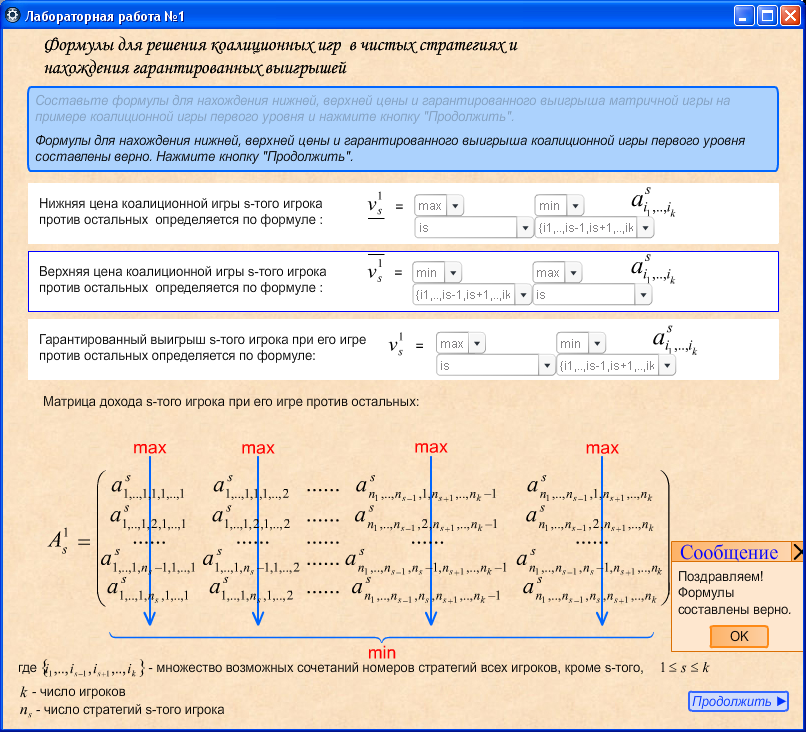 Лабораторная работа №1
Формулы для решения коалиционных игр в чистых стратегиях и
нахождения гарантированных выигрышей
Составьте формулы для нахождения нижней, верхней цены и гарантированного выигрыша матричной игры на
примере коалиционной игры первого уровня и нажмите кнопку "Продолжить".
Формулы для нахождения нижней, верхней цены и гарантированного выигрыша коалиционной игры первого уровня
составлены верно. Нажмите кнопку "Продолжить".
Нижняя цена коалиционной игры s-того игрока
против остальных определяется по формуле :
v_s^1 = max min a^s_{i_1,..,i_k}
is {i1,..,is-1,is+1,..,ik
Верхняя цена коалиционной игры s-того игрока
против остальных определяется по формуле :
v_s^1 = min max a^s_{i_1,..,i_k}
{i1,..,is-1,is+1,..,ik is
Гарантированный выигрыш s-того игрока при его игре
против остальных определяется по формуле:
v_s^1 = max min a^s_{i_1,..,i_k}
is {i1,..,is-1,is+1,..,ik
Матрица дохода s-того игрока при его игре против остальных:
max max max max
a^s_{1,..,1,1,1,..,1} a^s_{1,..,1,1,1,..,2} ...... a^s_{n_1,..,n_{s-1},1,n_{s+1},..,n_k-1} a^s_{n_1,..,n_{s-1},1,n_{s+1},..,n_k}
a^s_{1,..,1,2,1,..,1} a^s_{1,..,1,2,1,..,2} ...... a^s_{n_1,..,n_{s-1},2,n_{s+1},..,n_k-1} a^s_{n_1,..,n_{s-1},2,n_{s+1},..,n_k}
A_s^1 = ...... ...... ...... ...... ......
a^s_{1,..,1,n_s-1,1,..,1} a^s_{1,..,1,n_s-1,1,..,2} ...... a^s_{n_1,..,n_{s-1},n_s-1,n_{s+1},..,n_k-1} a^s_{n_1,..,n_{s-1},n_s-1,n_{s+1},..,n_k}
a^s_{1,..,1,n_s,1,..,1} a^s_{1,..,1,n_s,1,..,2} ...... a^s_{n_1,..,n_{s-1},n_s,n_{s+1},..,n_k-1} a^s_{n_1,..,n_{s-1},n_s,n_{s+1},..,n_k}
min
Сообщение
Поздравляем!
Формулы
составлены верно.
OK
где {i_1,..,i_{s-1},i_{s+1},..,i_k} - множество возможных сочетаний номеров стратегий всех игроков, кроме s-того, 1 ≤ s ≤ k
k - число игроков
n_s - число стратегий s-того игрока
Продолжить